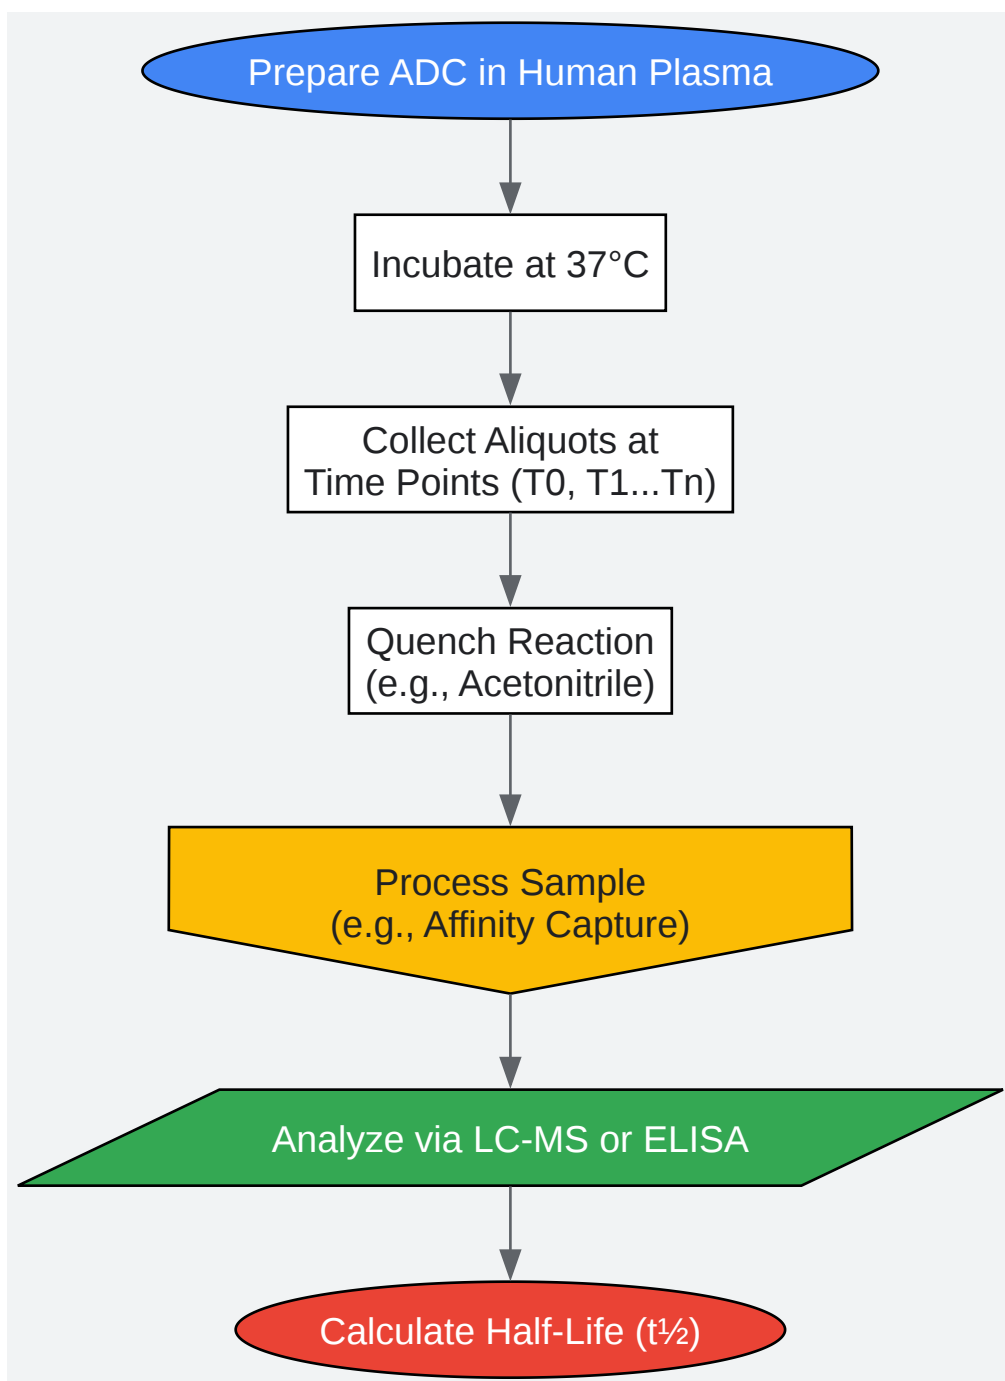 Prepare ADC in Human Plasma
Incubate at 37°C
Collect Aliquots at
Time Points (T0, T1...Tn)
Quench Reaction
(e.g., Acetonitrile)
Process Sample
(e.g., Affinity Capture)
Analyze via LC-MS or ELISA
Calculate Half-Life (t½)